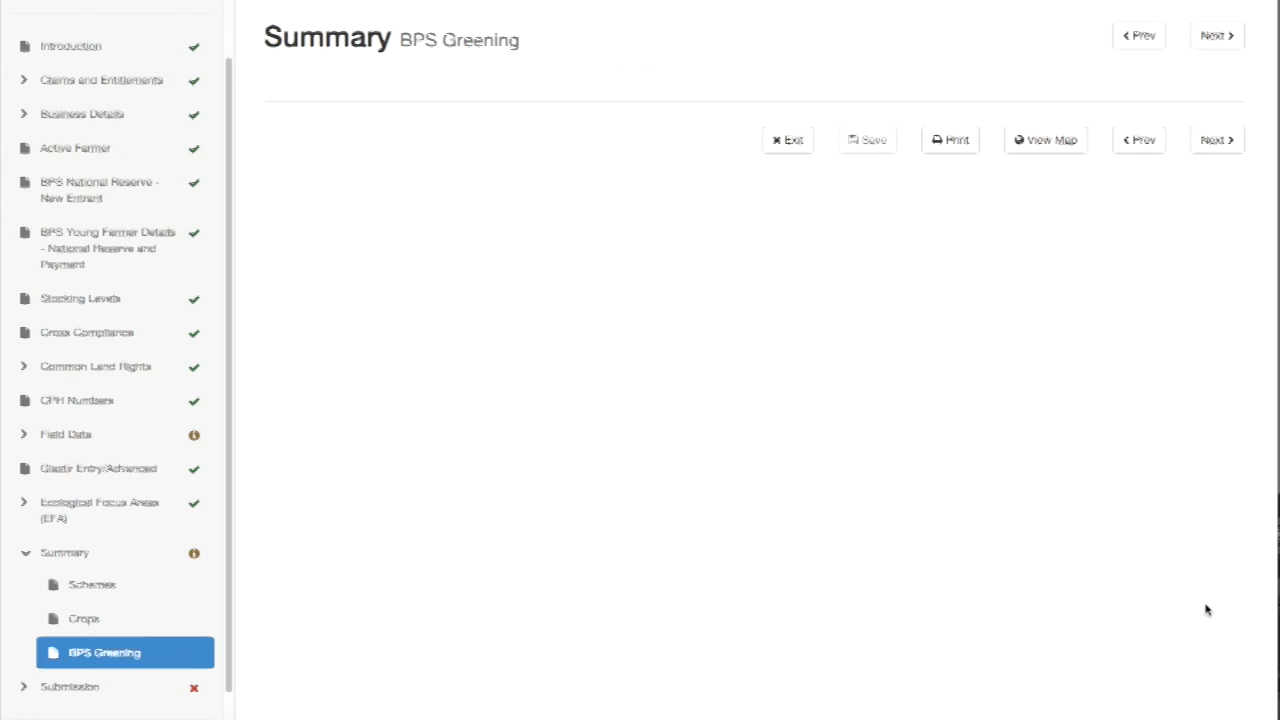 Introduction
Claims and Entitlements
Business Details
Active Farmer
BPS National Reserve -
New Entrant
BPS Young Farmer Details
- National Reserve and
Payment
Stocking Levels
Cross Compliance
Common Land Rights
CPH Numbers
Field Data
Glastir Entry/Advanced
Ecological Focus Areas
(EFA)
Summary
Schemes
Crops
BPS Greening
Submission
Summary BPS Greening
Prev Next
Exit Save Print View Map Prev Next